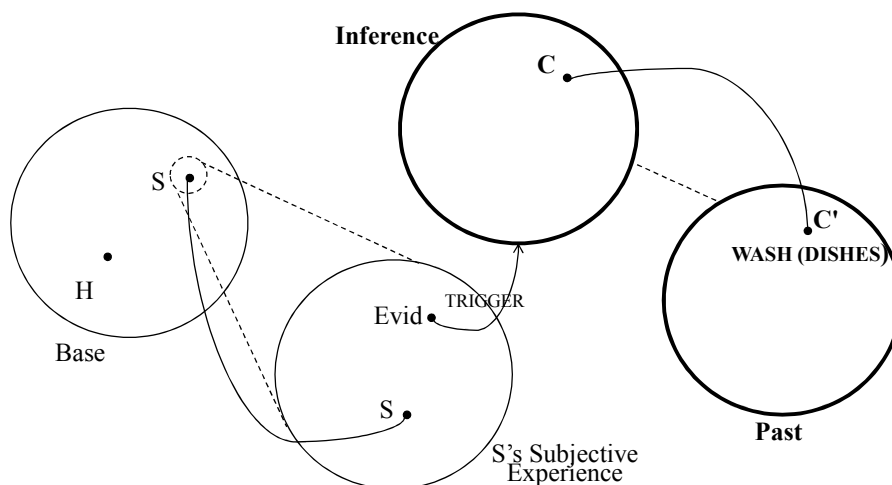 Inference
C
S
H
Base
C'
WASH (DISHES)
TRIGGER
Evid
S
Past
S's Subjective
Experience